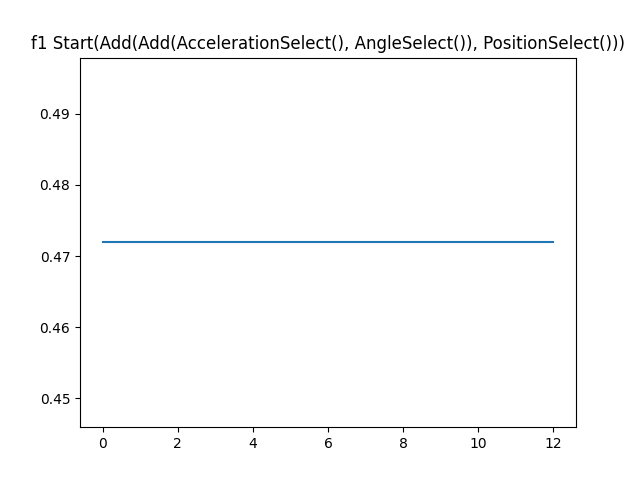 f1 Start(Add(Add(AccelerationSelect(), AngleSelect()), PositionSelect()))
0.49
0.48
0.47
0.46
0.45
0 2 4 6 8 10 12